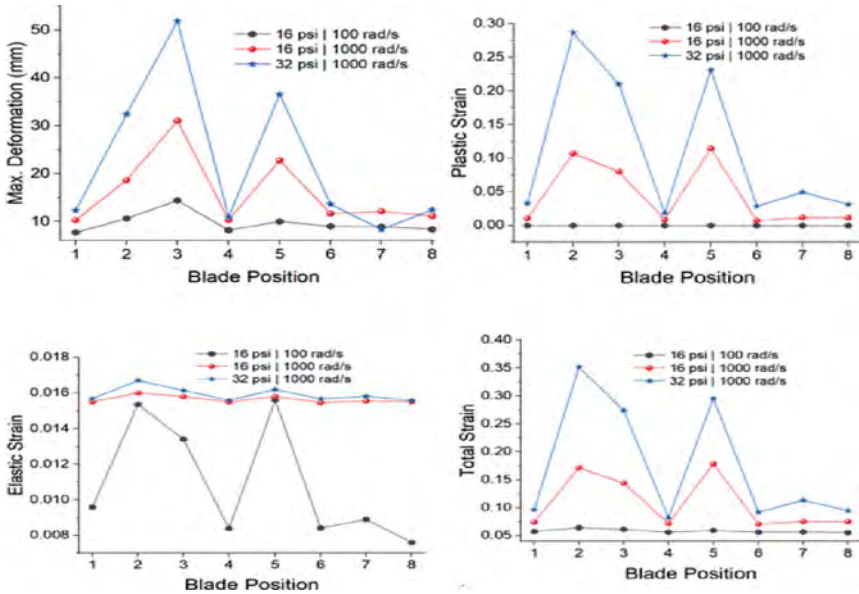 Max. Deformation (mm)
50
40
30
20
10
16 psi | 100 rad/s
16 psi | 1000 rad/s
32 psi | 1000 rad/s
1 2 3 4 5 6 7 8
Blade Position
Plastic Strain
0.30
0.25
0.20
0.15
0.10
0.05
0.00
16 psi | 100 rad/s
16 psi | 1000 rad/s
32 psi | 1000 rad/s
1 2 3 4 5 6 7 8
Blade Position
Elastic Strain
0.018
0.016
0.014
0.012
0.010
0.008
16 psi | 100 rad/s
16 psi | 1000 rad/s
32 psi | 1000 rad/s
1 2 3 4 5 6 7 8
Blade Position
Total Strain
0.40
0.35
0.30
0.25
0.20
0.15
0.10
0.05
16 psi | 100 rad/s
16 psi | 1000 rad/s
32 psi | 1000 rad/s
1 2 3 4 5 6 7 8
Blade Position